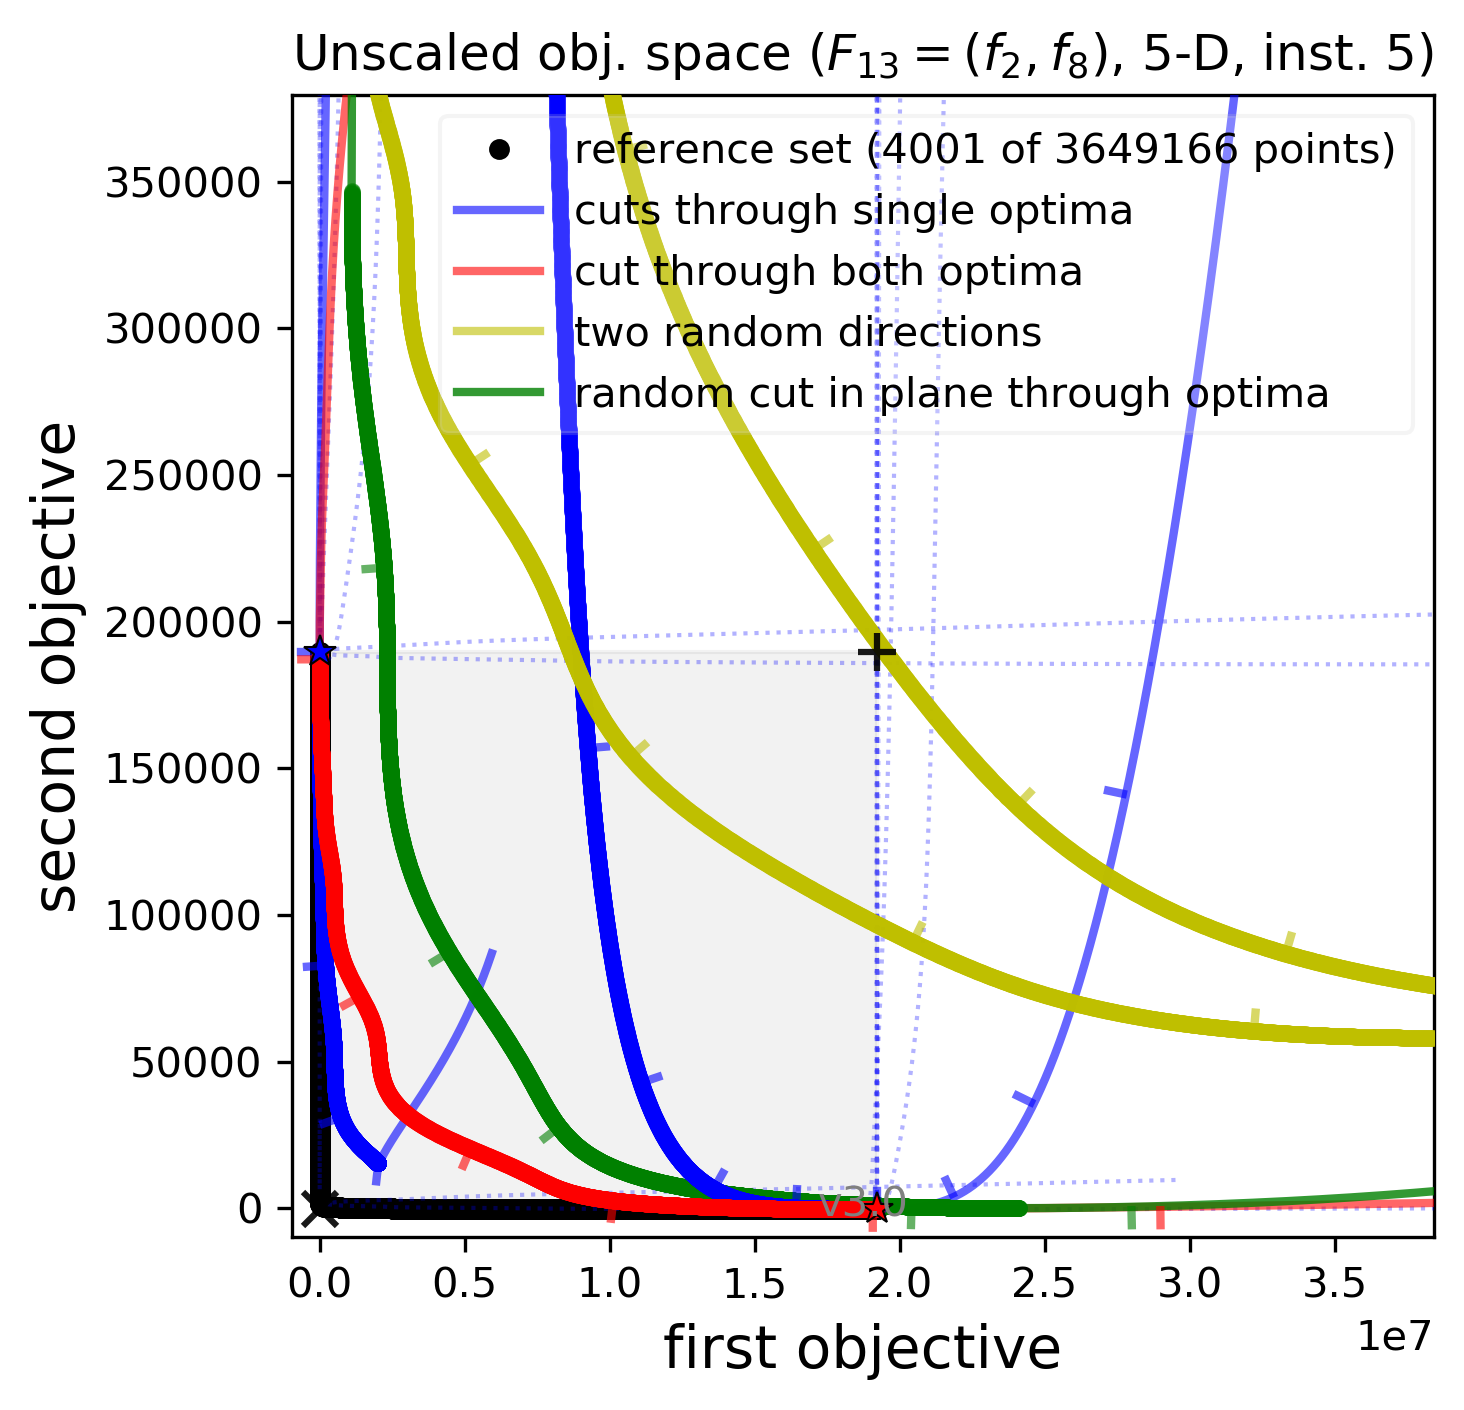 Unscaled obj. space (F₁₃ = (f₂, f₈), 5-D, inst. 5)
reference set (4001 of 3649166 points)
cuts through single optima
cut through both optima
two random directions
random cut in plane through optima
second objective
350000
300000
250000
200000
150000
100000
50000
0
v3.0
0.0 0.5 1.0 1.5 2.0 2.5 3.0 3.5
1e7
first objective